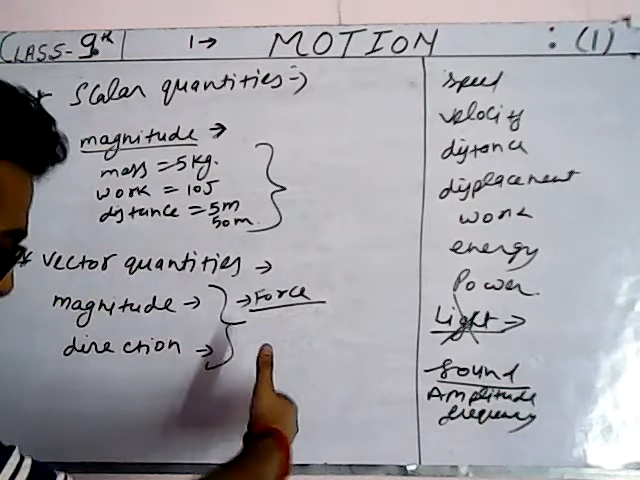 CLASS-9th 1→ MOTION : (1)
* Scalar quantities :-)
magnitude →
mass = 5kg.
work = 10J
distance = 5m
50m.
* vector quantities →
magnitude → → Force
direction →
speed
velocity
distance
displacement
work
energy
Power.
Light →
Sound
Amplitude
frequency